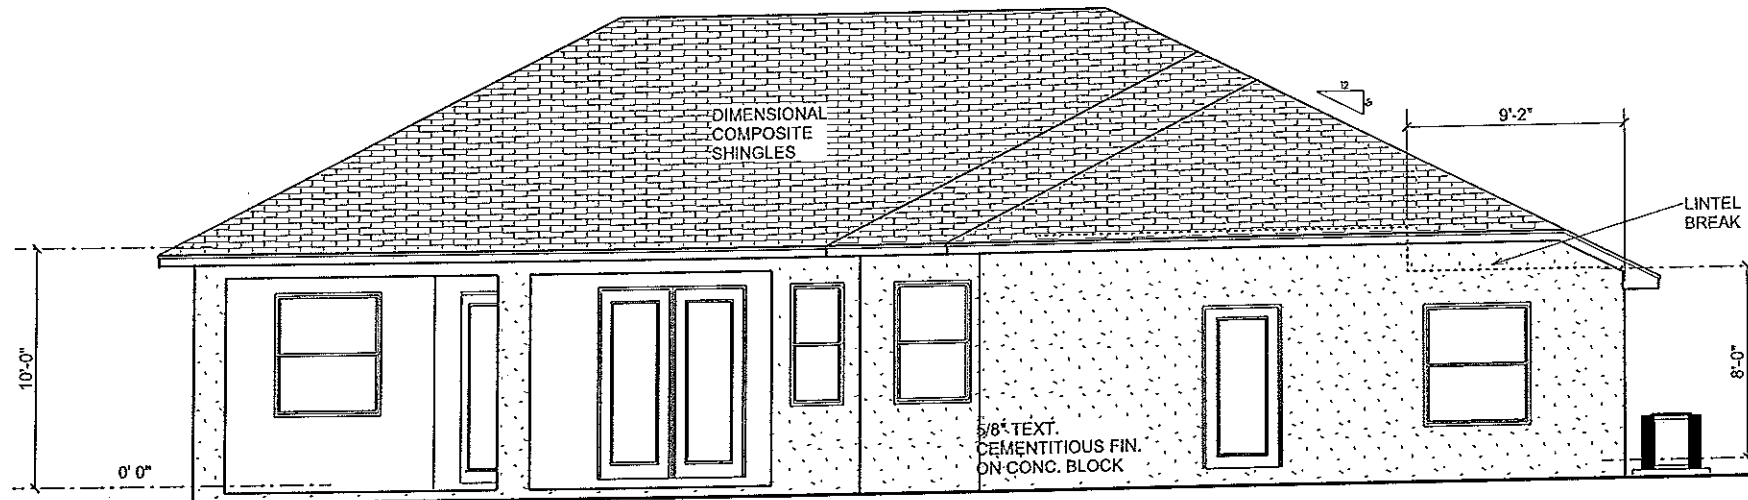 12
9'-2"
DIMENSIONAL
COMPOSITE
SHINGLES
LINTEL
BREAK
10'-0"
8'-0"
5/8" TEXT.
CEMENTITIOUS FIN.
ON CONC. BLOCK
0' 0"